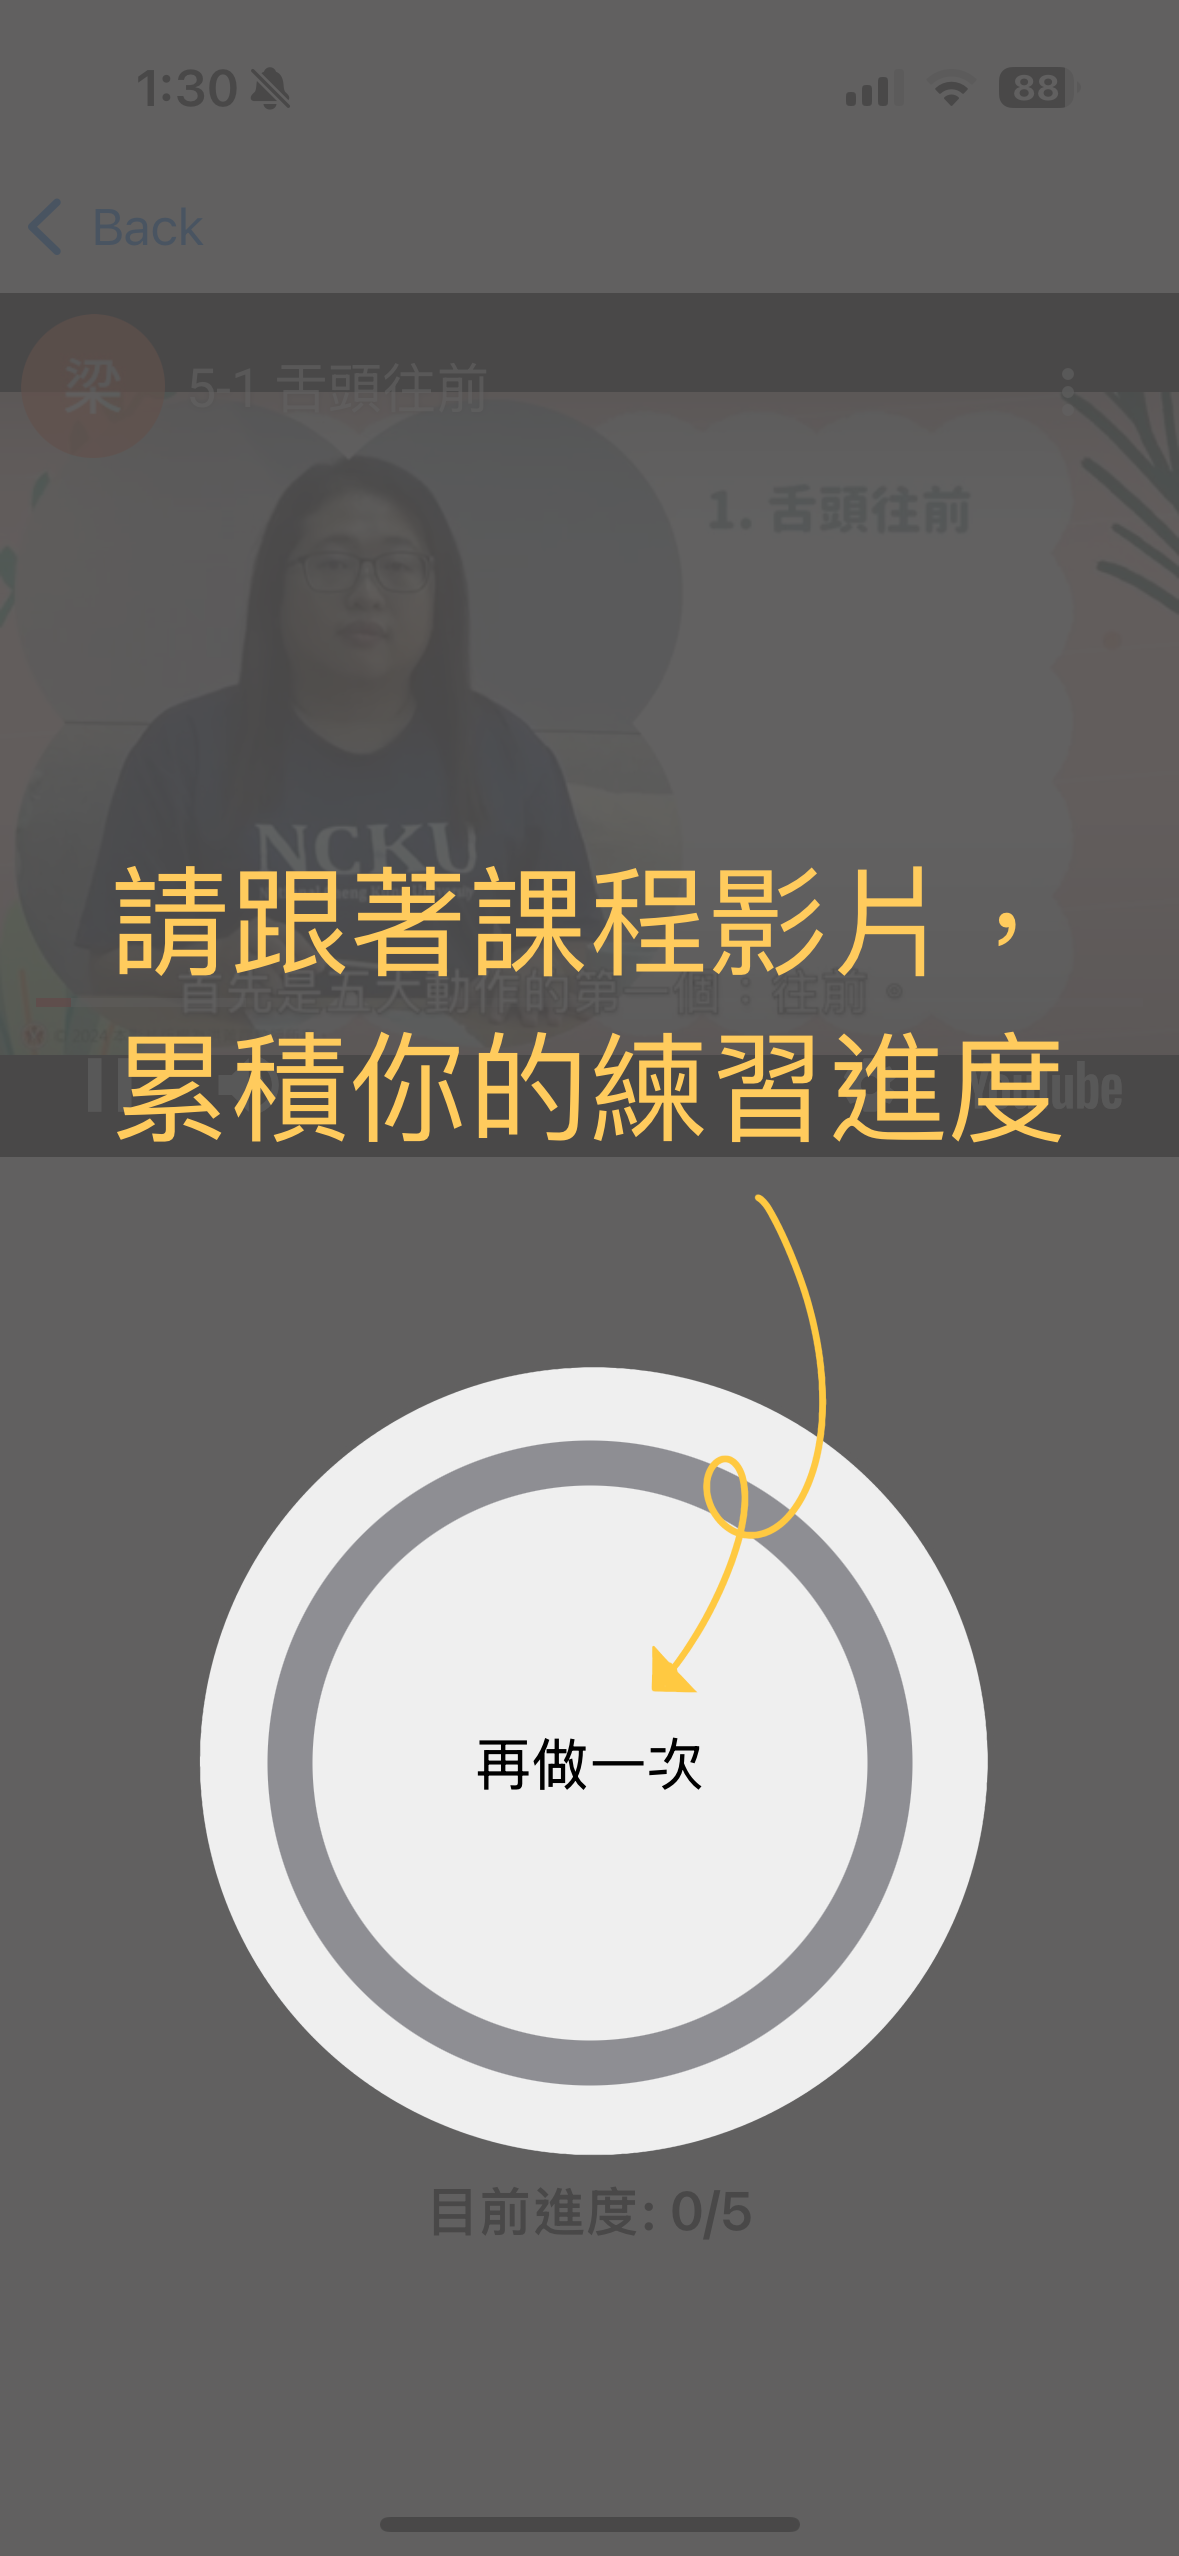 1:30
88
Back
梁
5-1 舌頭往前
1. 舌頭往前
NCKU
請跟著課程影片，
首先是五大動作的第一個：往前。
累積你的練習進度
YouTube
再做一次
目前進度: 0/5